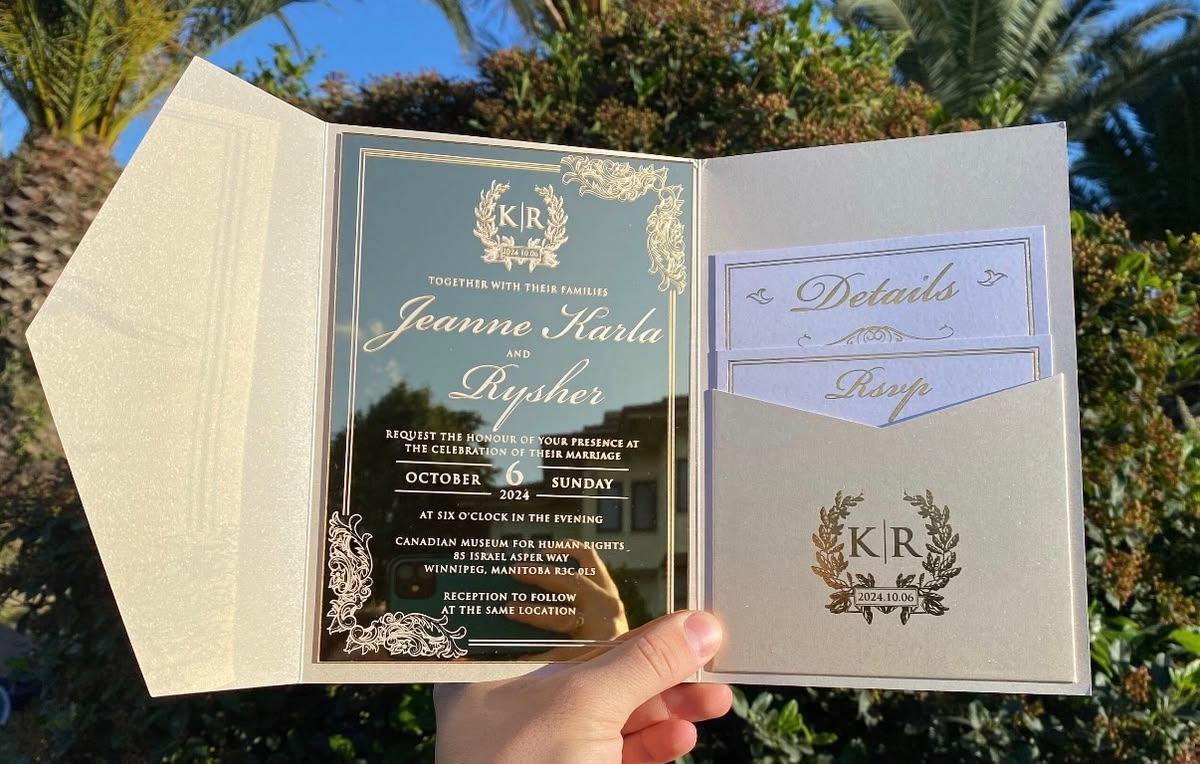 K|R
2024.10.06
TOGETHER WITH THEIR FAMILIES
Jeanne Karla
AND
Rysher
REQUEST THE HONOUR OF YOUR PRESENCE AT
THE CELEBRATION OF THEIR MARRIAGE
OCTOBER 6 SUNDAY
2024
AT SIX O'CLOCK IN THE EVENING
CANADIAN MUSEUM FOR HUMAN RIGHTS
85 ISRAEL ASPER WAY
WINNIPEG, MANITOBA R3C 0L5
RECEPTION TO FOLLOW
AT THE SAME LOCATION
Details
Rsvp
K|R
2024.10.06